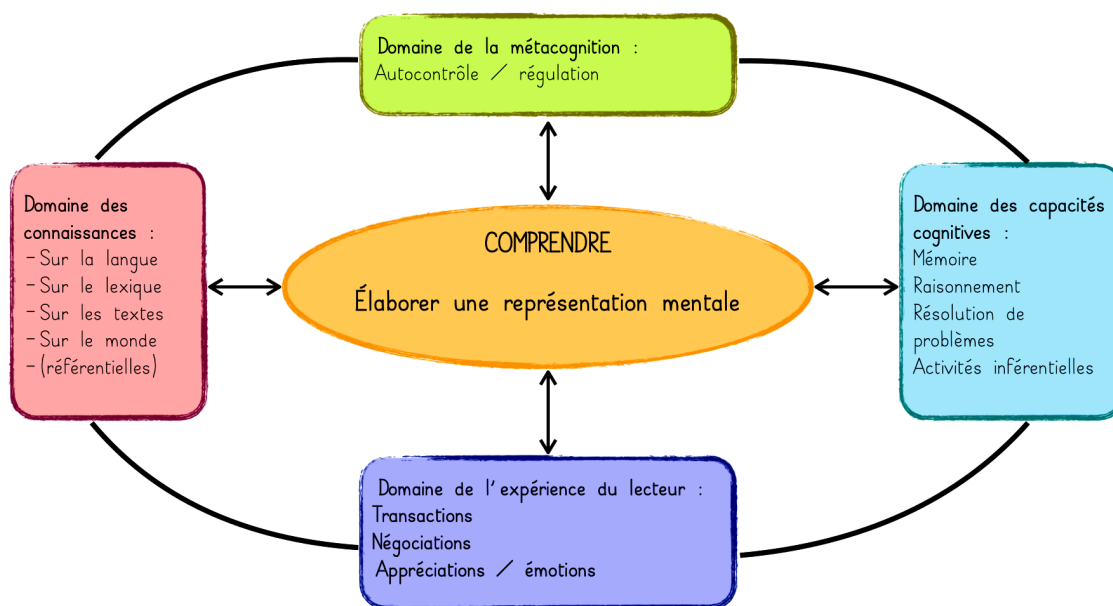 Domaine de la métacognition :
Autocontrôle / régulation
Domaine des
connaissances :
- Sur la langue
- Sur le lexique
- Sur les textes
- Sur le monde
- (référentielles)
COMPRENDRE
Élaborer une représentation mentale
Domaine des capacités
cognitives :
Mémoire
Raisonnement
Résolution de
problèmes
Activités inférentielles
Domaine de l'expérience du lecteur :
Transactions
Négociations
Appréciations / émotions